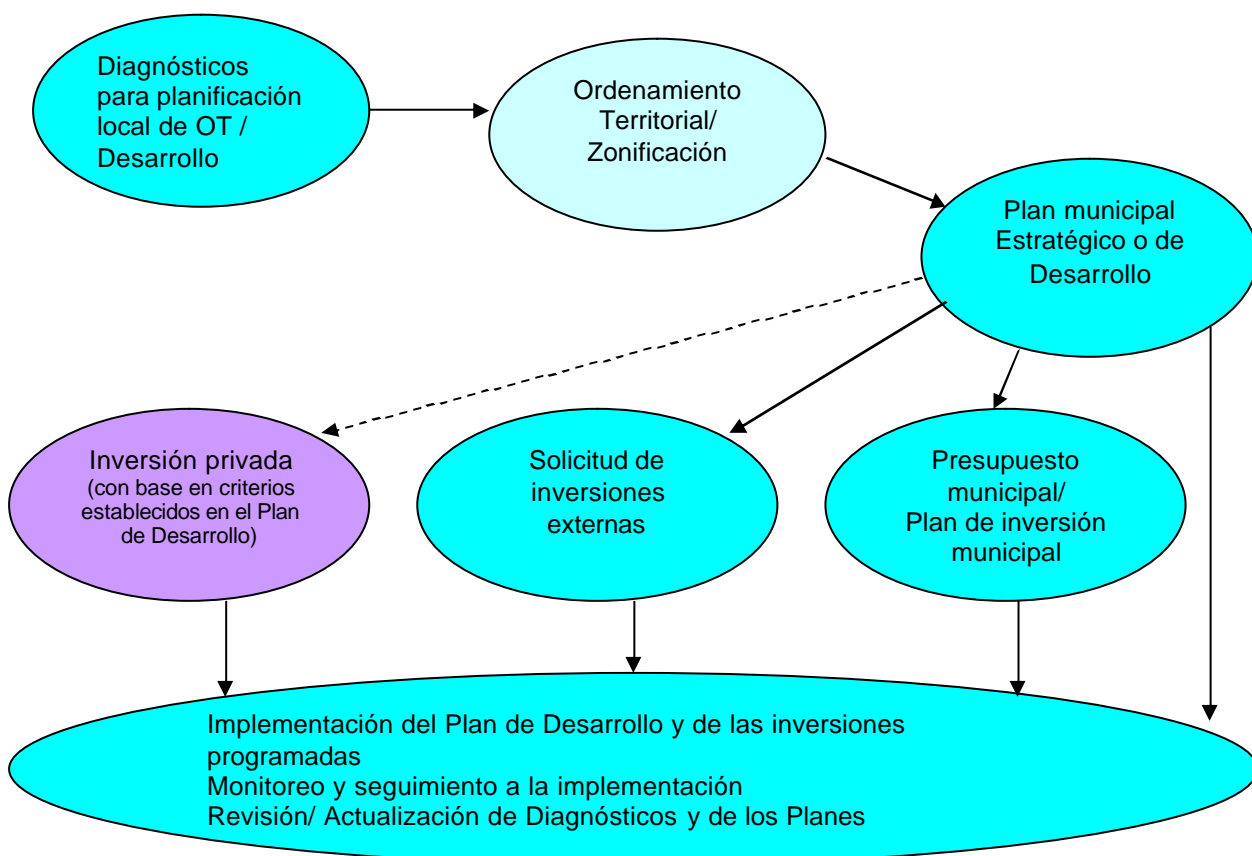 Diagnósticos
para planificación
local de OT /
Desarrollo
Ordenamiento
Territorial/
Zonificación
Plan municipal
Estratégico o de
Desarrollo
Inversión privada
(con base en criterios
establecidos en el Plan
de Desarrollo)
Solicitud de
inversiones
externas
Presupuesto
municipal/
Plan de inversión
municipal
Implementación del Plan de Desarrollo y de las inversiones
programadas
Monitoreo y seguimiento a la implementación
Revisión/ Actualización de Diagnósticos y de los Planes